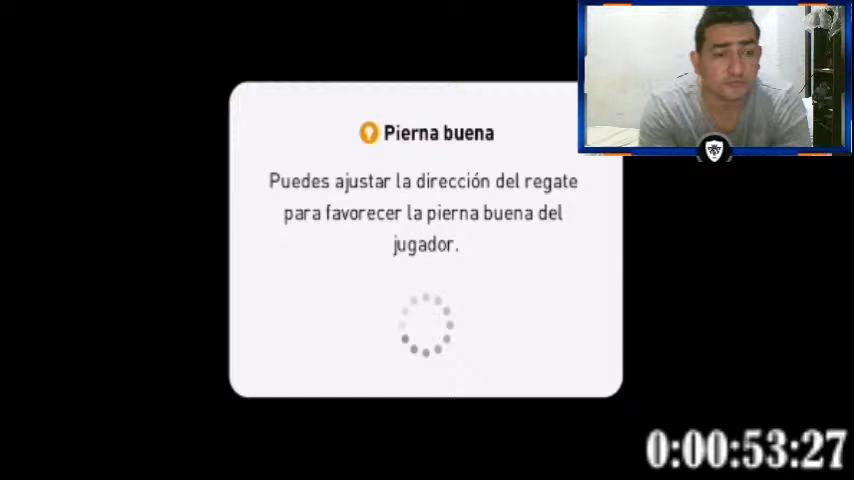 Pierna buena
Puedes ajustar la dirección del regate
para favorecer la pierna buena del
jugador.
0:00:53:27